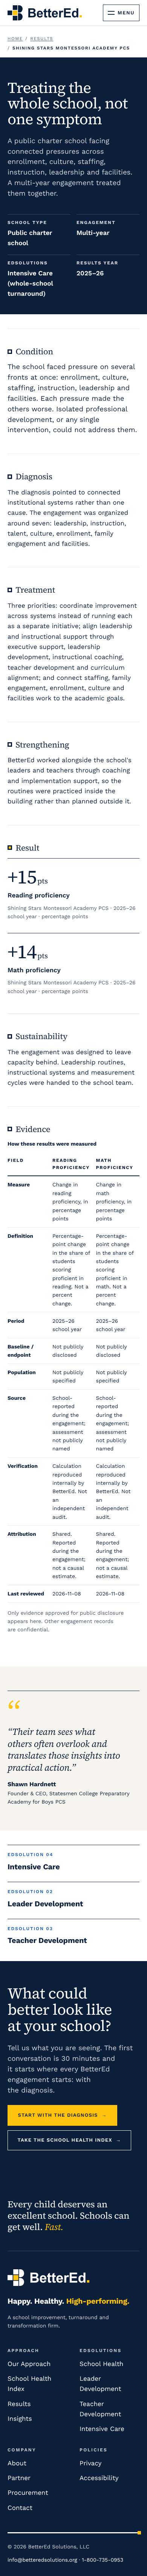 BetterEd.
MENU
HOME / RESULTS
/ SHINING STARS MONTESSORI ACADEMY PCS
Treating the
whole school, not
one symptom
A public charter school facing
compounding pressures across
enrollment, culture, staffing,
instruction, leadership and facilities.
A multi-year engagement treated
them together.
SCHOOL TYPE
Public charter
school
ENGAGEMENT
Multi-year
EDSOLUTIONS
Intensive Care
(whole-school
turnaround)
RESULTS YEAR
2025–26
Condition
The school faced pressure on several
fronts at once: enrollment, culture,
staffing, instruction, leadership and
facilities. Each pressure made the
others worse. Isolated professional
development, or any single
intervention, could not address them.
Diagnosis
The diagnosis pointed to connected
institutional systems rather than one
cause. The engagement was organized
around seven: leadership, instruction,
talent, culture, enrollment, family
engagement and facilities.
Treatment
Three priorities: coordinate improvement
across systems instead of running each
as a separate initiative; align leadership
and instructional support through
executive support, leadership
development, instructional coaching,
teacher development and curriculum
alignment; and connect staffing, family
engagement, enrollment, culture and
facilities work to the academic goals.
Strengthening
BetterEd worked alongside the school's
leaders and teachers through coaching
and implementation support, so the
routines were practiced inside the
building rather than planned outside it.
Result
+15pts
Reading proficiency
Shining Stars Montessori Academy PCS · 2025–26
school year · percentage points
+14pts
Math proficiency
Shining Stars Montessori Academy PCS · 2025–26
school year · percentage points
Sustainability
The engagement was designed to leave
capacity behind. Leadership routines,
instructional systems and measurement
cycles were handed to the school team.
Evidence
How these results were measured
FIELD
READING PROFICIENCY
MATH PROFICIENCY
Measure
Change in reading proficiency, in percentage points
Change in math proficiency, in percentage points
Definition
Percentage-point change in the share of students scoring proficient in reading. Not a percent change.
Percentage-point change in the share of students scoring proficient in math. Not a percent change.
Period
2025–26 school year
2025–26 school year
Baseline / endpoint
Not publicly disclosed
Not publicly disclosed
Population
Not publicly specified
Not publicly specified
Source
School-reported during the engagement; assessment not publicly named
School-reported during the engagement; assessment not publicly named
Verification
Calculation reproduced internally by BetterEd. Not an independent audit.
Calculation reproduced internally by BetterEd. Not an independent audit.
Attribution
Shared. Reported during the engagement; not a causal estimate.
Shared. Reported during the engagement; not a causal estimate.
Last reviewed
2026-11-08
2026-11-08
Only evidence approved for public disclosure
appears here. Other engagement records
are confidential.
“
“Their team sees what
others often overlook and
translates those insights into
practical action.”
Shawn Hardnett
Founder & CEO, Statesmen College Preparatory
Academy for Boys PCS
EDSOLUTION 04
Intensive Care
EDSOLUTION 02
Leader Development
EDSOLUTION 03
Teacher Development
What could
better look like
at your school?
Tell us what you are seeing. The first
conversation is 30 minutes and
it starts where every BetterEd
engagement starts: with
the diagnosis.
START WITH THE DIAGNOSIS →
TAKE THE SCHOOL HEALTH INDEX →
Every child deserves an
excellent school. Schools can
get well. Fast.
BetterEd.
Happy. Healthy. High-performing.
A school improvement, turnaround and
transformation firm.
APPROACH
Our Approach
School Health
Index
Results
Insights
EDSOLUTIONS
School Health
Leader
Development
Teacher
Development
Intensive Care
COMPANY
About
Partner
Procurement
Contact
POLICIES
Privacy
Accessibility
© 2026 BetterEd Solutions, LLC
info@betteredsolutions.org · 1-800-735-0953